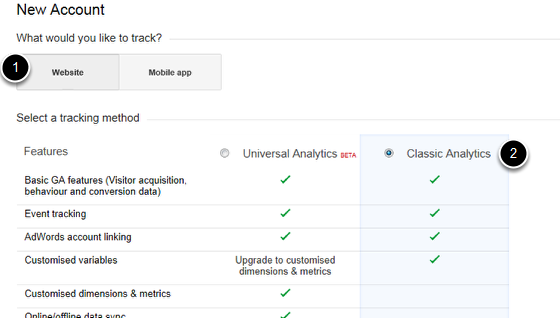 New Account
What would you like to track?
1
Website Mobile app
Select a tracking method
Features Universal Analytics BETA Classic Analytics 2
Basic GA features (Visitor acquisition,
behaviour and conversion data)
Event tracking
AdWords account linking
Customised variables Upgrade to customised
dimensions & metrics
Customised dimensions & metrics
Online/offline data sync